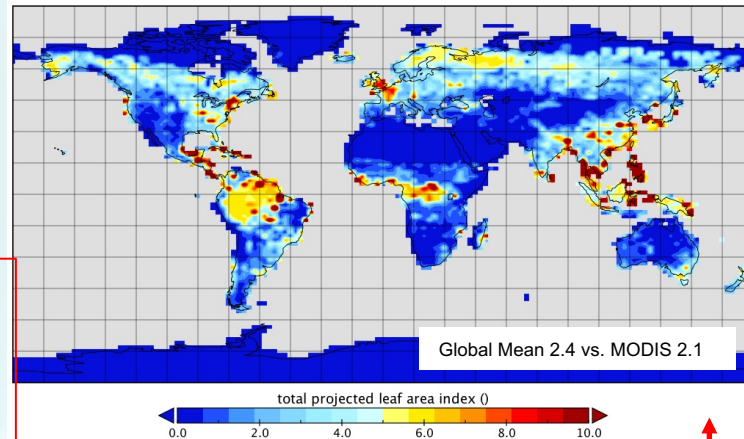 Global Mean 2.4 vs. MODIS 2.1
total projected leaf area index ()
0.0 2.0 4.0 6.0 8.0 10.0